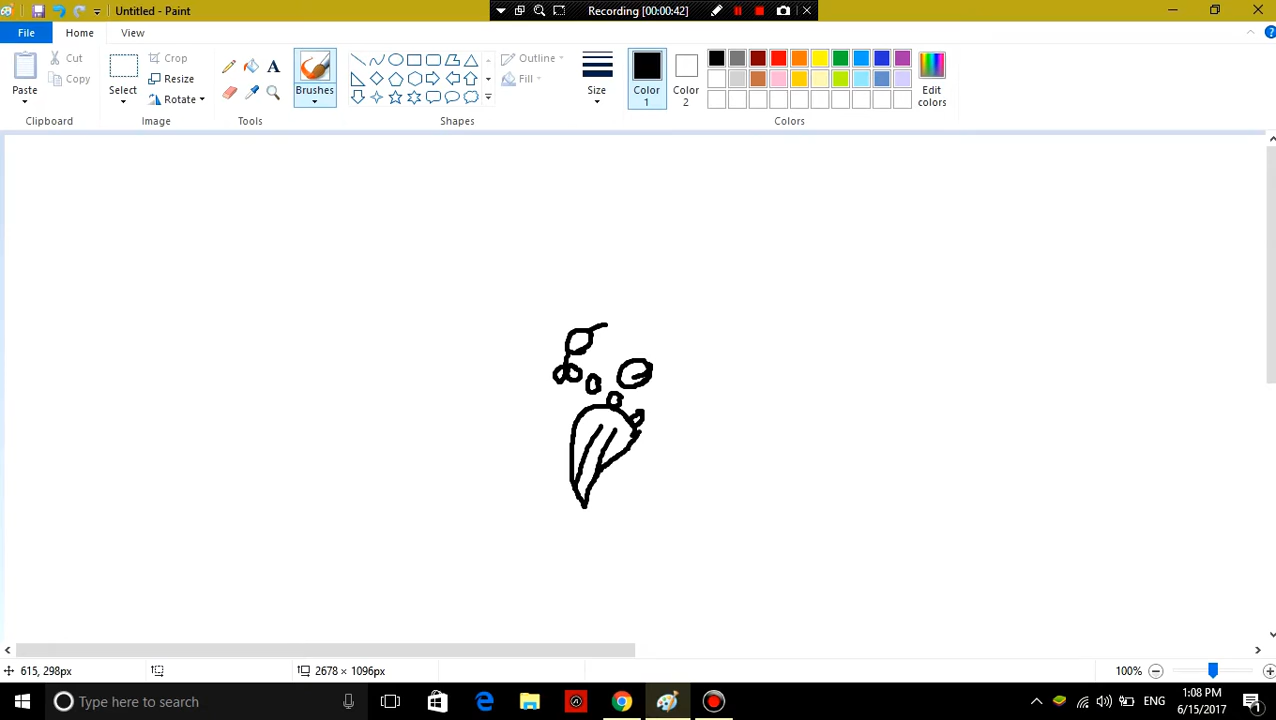 Untitled - Paint
Recording [00:00:42]
File
Home
View
Paste
Cut
Copy
Clipboard
Select
Crop
Resize
Rotate
Image
A
Tools
Brushes
Outline
Fill
Shapes
Size
Color
1
Color
2
Edit
colors
Colors
615, 298px
2678 × 1096px
100%
Type here to search
ENG
1:08 PM
6/15/2017
1